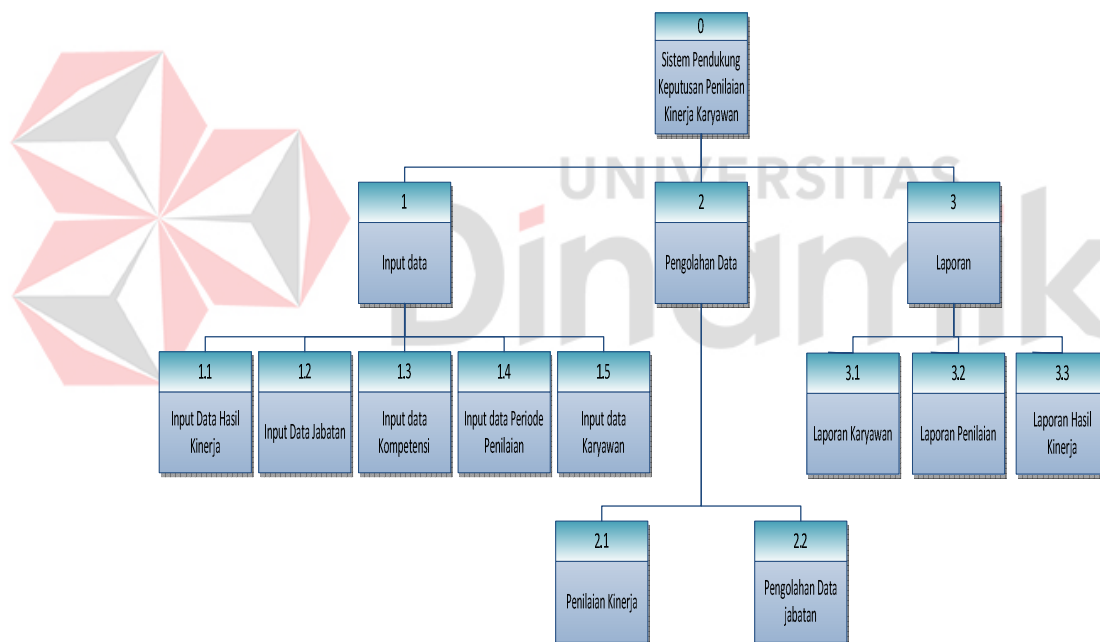 0
Sistem Pendukung
Keputusan Penilaian
Kinerja Karyawan
UNIVERSITAS
Dinamika
1
Input data
2
Pengolahan Data
3
Laporan
1.1
Input Data Hasil
Kinerja
1.2
Input Data Jabatan
1.3
Input data
Kompetensi
1.4
Input data Periode
Penilaian
1.5
Input data
Karyawan
3.1
Laporan Karyawan
3.2
Laporan Penilaian
3.3
Laporan Hasil
Kinerja
2.1
Penilaian Kinerja
2.2
Pengolahan Data
jabatan